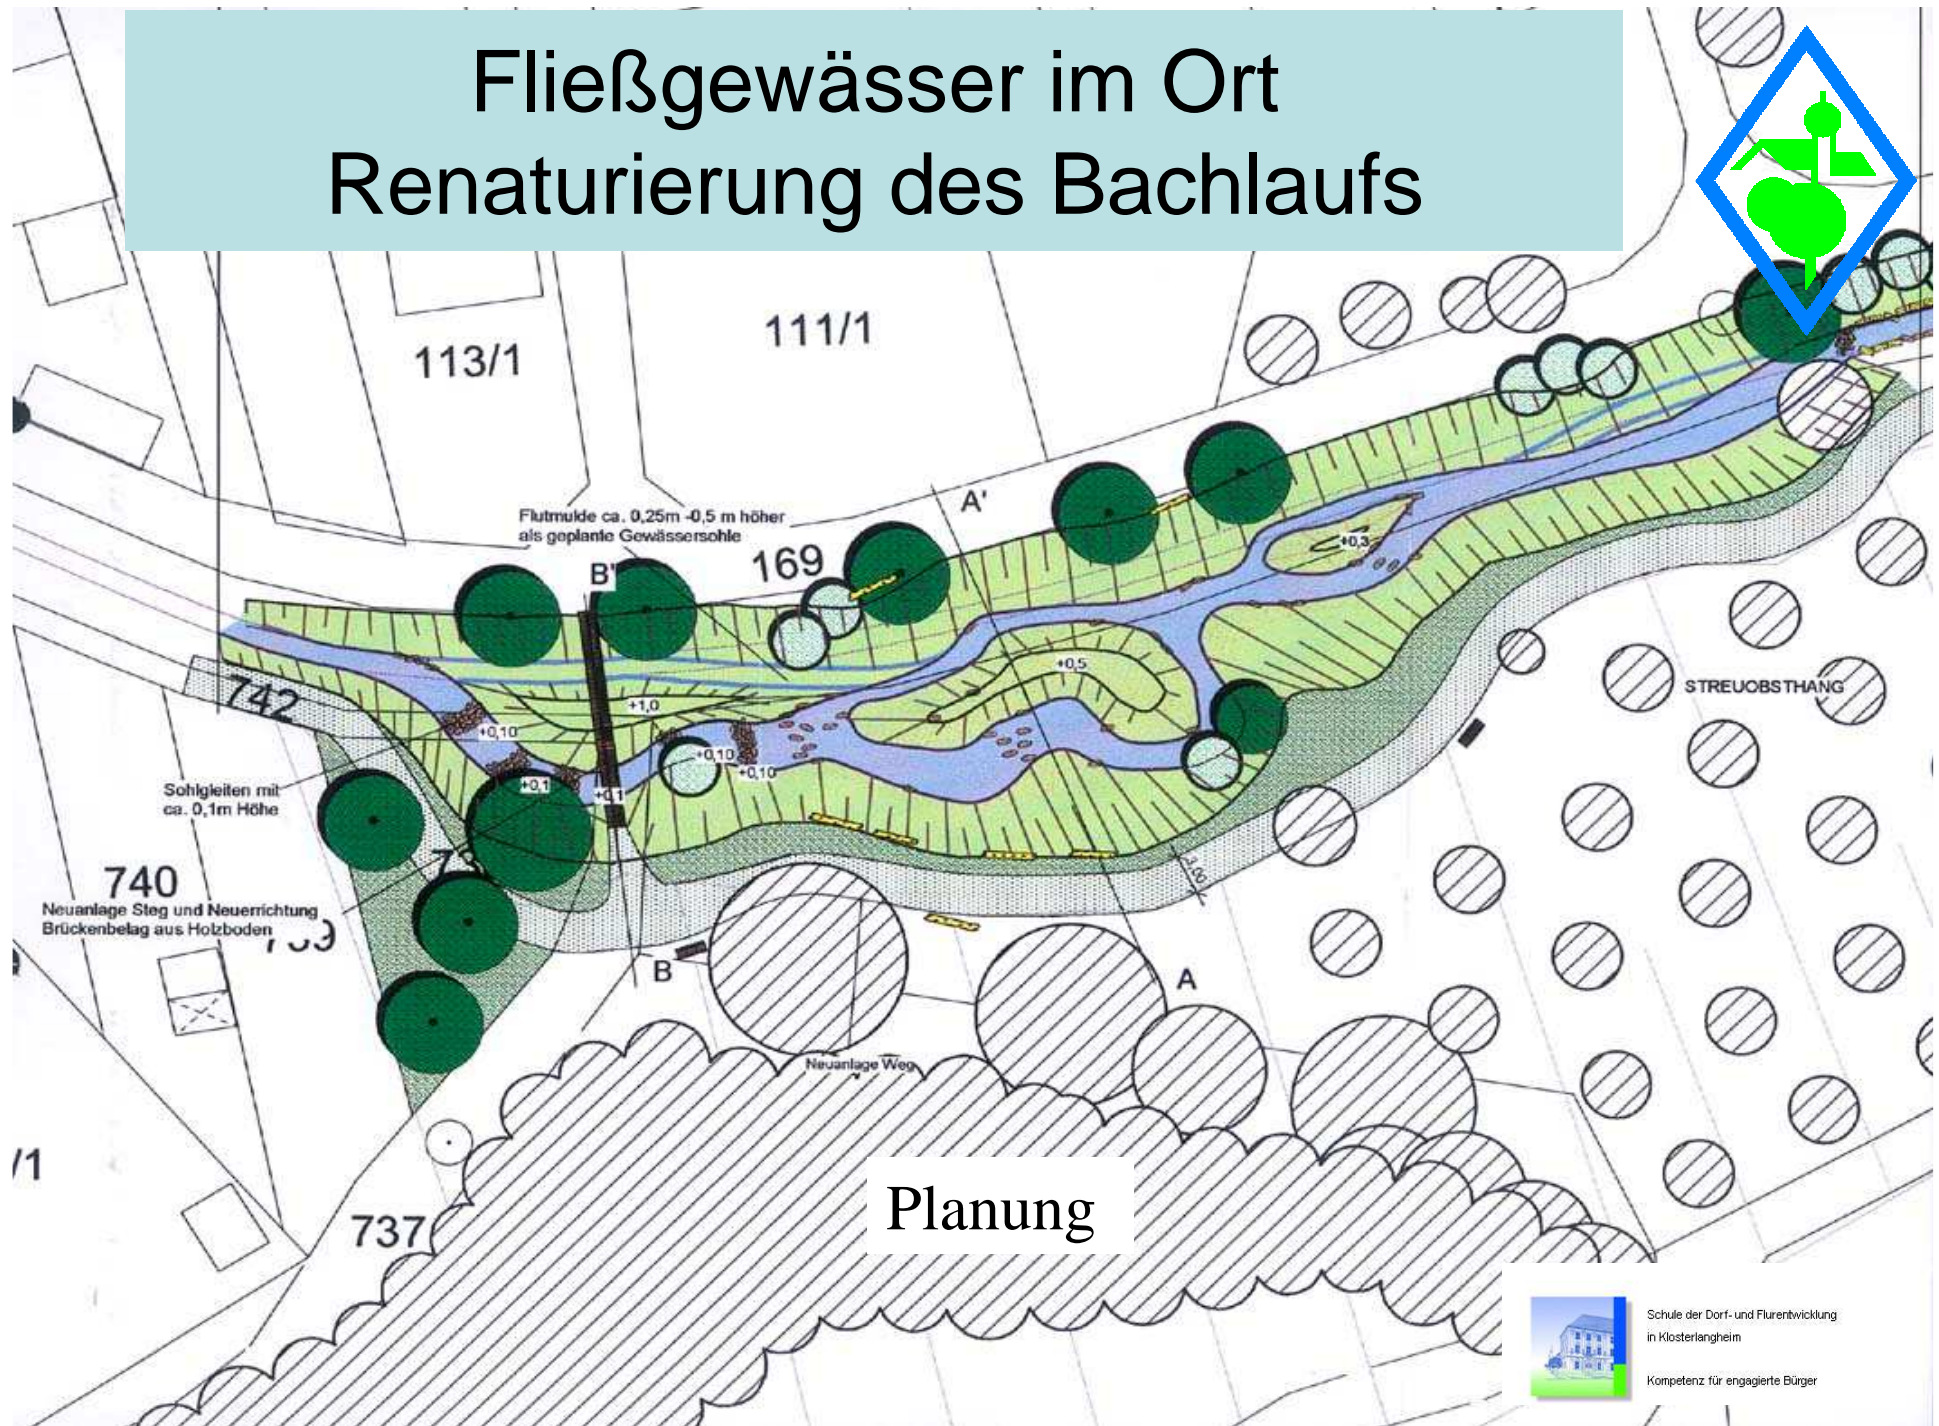 Fließgewässer im Ort
Renaturierung des Bachlaufs
113/1
111/1
A'
Flutmulde ca. 0,25m -0,5 m höher
als geplante Gewässersohle
169
B'
+0,3
+0,5
742
+1,0
+0,10
+0,10
+0,10
+0,1
+0,1
STREUOBSTHANG
Sohlgleiten mit
ca. 0,1m Höhe
3,00
740
Neuanlage Steg und Neuerrichtung
Brückenbelag aus Holzboden
B
A
Neuanlage Weg
/1
737
Planung
Schule der Dorf- und Flurentwicklung
in Klosterlangheim
Kompetenz für engagierte Bürger